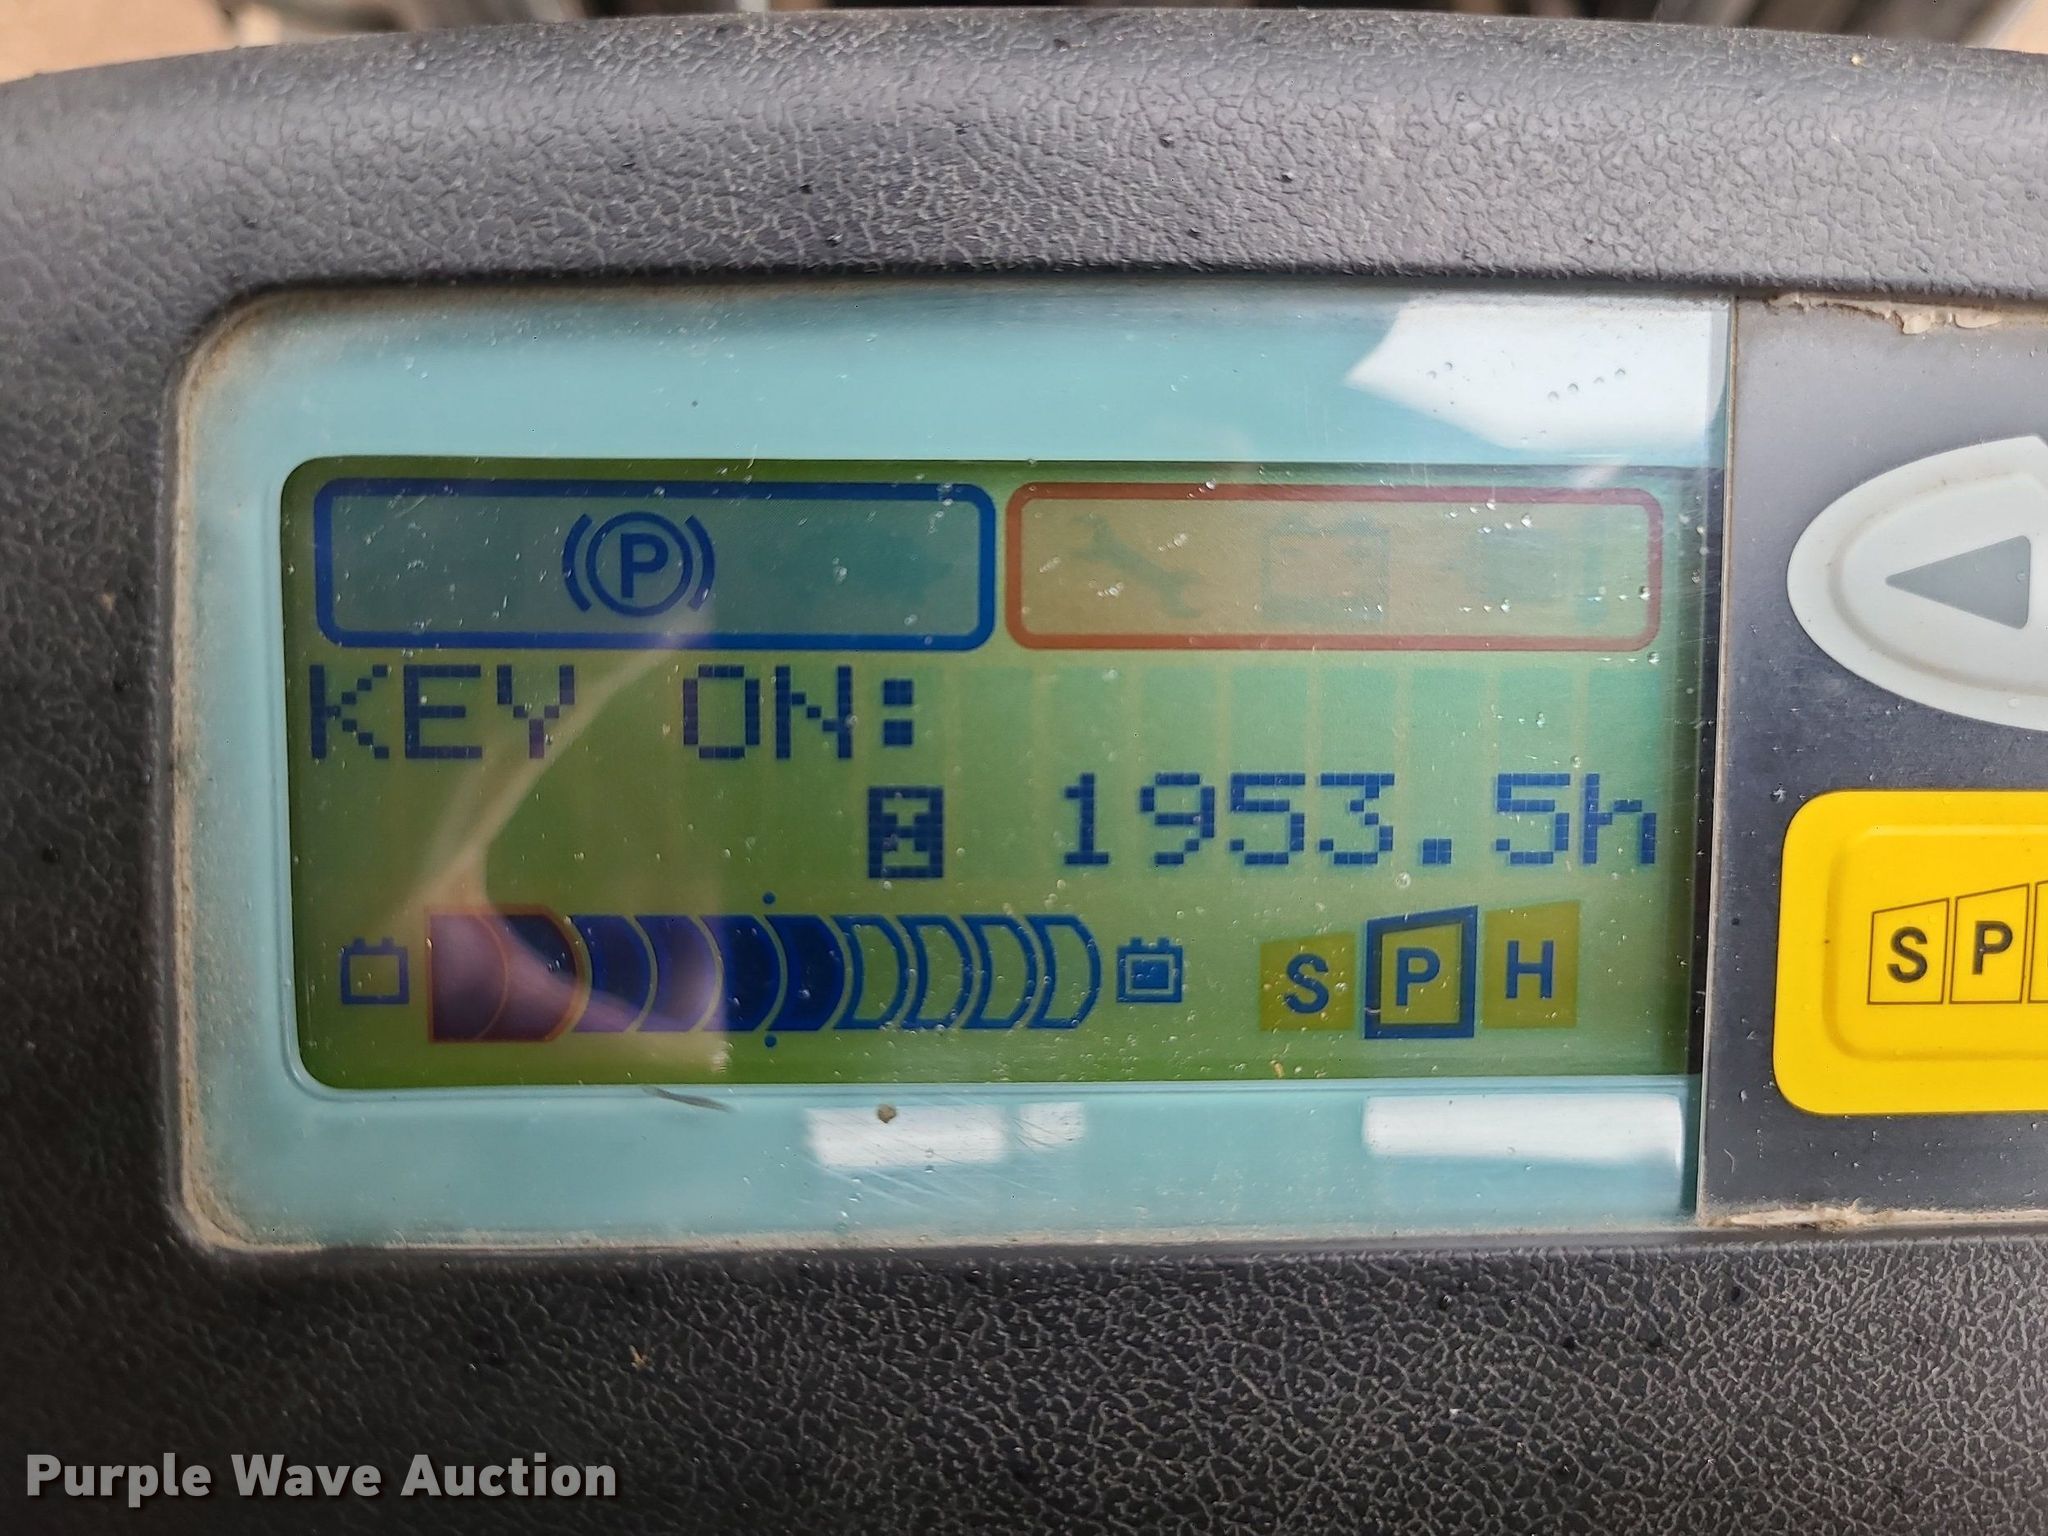 P
KEY ON:
1953.5h
S P H
S P
Purple Wave Auction